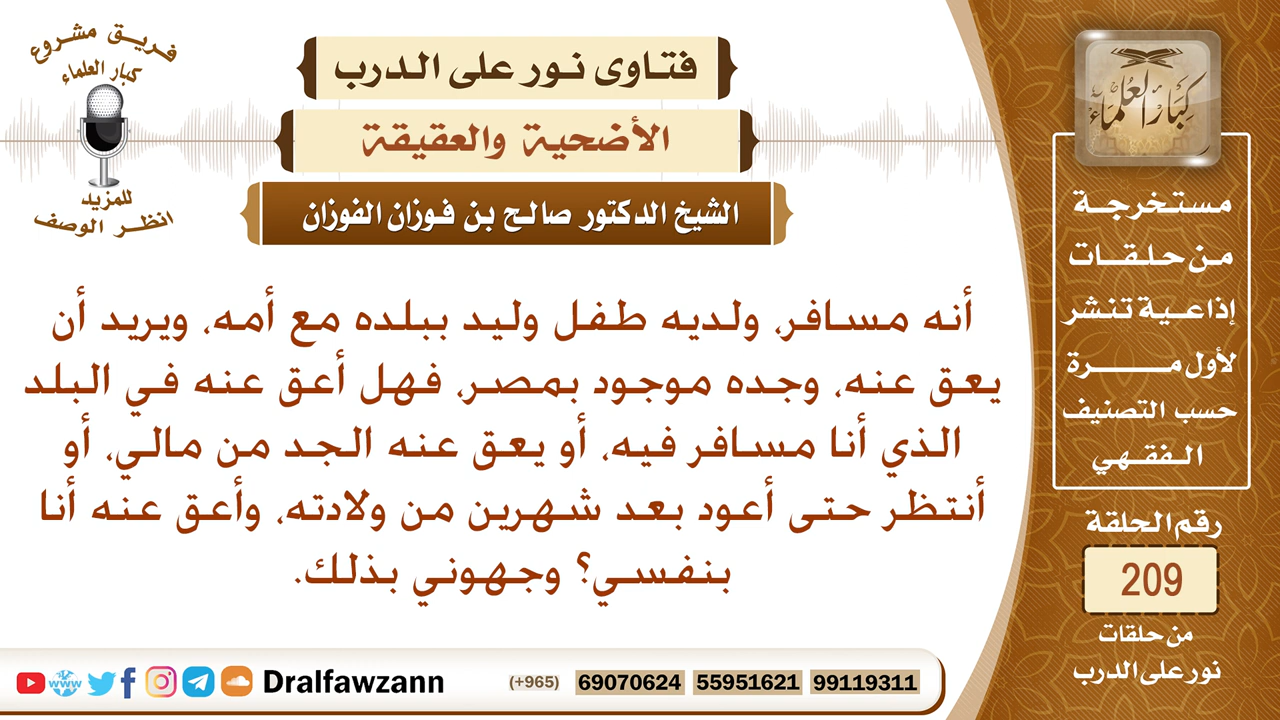 فريق مشروع
كبار العلماء
للمزيد
انظر الوصف
فتاوى نور على الدرب
الأضحية والعقيقة
الشيخ الدكتور صالح بن فوزان الفوزان
أنه مسافر، ولديه طفل وليد ببلده مع أمه، ويريد أن
يعق عنه، وجده موجود بمصر، فهل أعق عنه في البلد
الذي أنا مسافر فيه، أو يعق عنه الجد من مالي، أو
أنتظر حتى أعود بعد شهرين من ولادته، وأعق عنه أنا
بنفسي؟ وجهوني بذلك.
كبار العلماء
مستخرجة
من حلقات
إذاعية تنشر
لأول مرة
حسب التصنيف
الفقهي
رقم الحلقة
209
من حلقات
نور على الدرب
www
Dralfawzann
(+965) 69070624 55951621 99119311